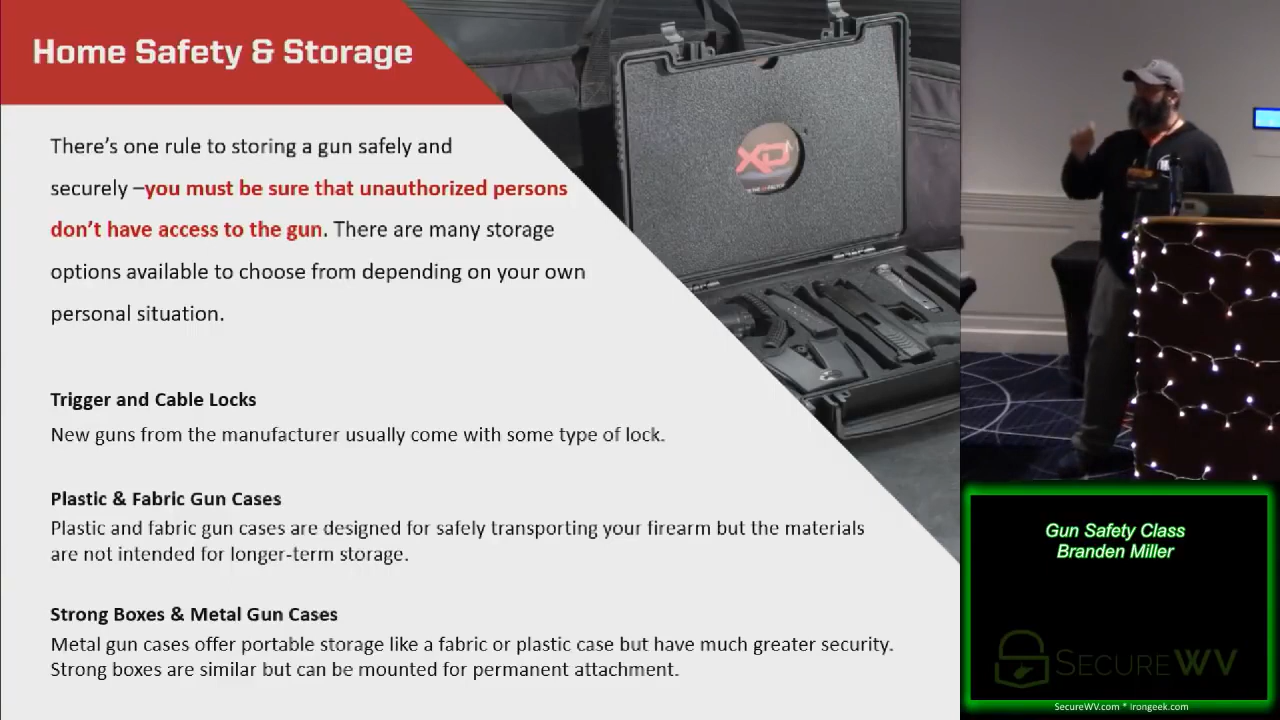 Home Safety & Storage
There's one rule to storing a gun safely and
securely –you must be sure that unauthorized persons
don't have access to the gun. There are many storage
options available to choose from depending on your own
personal situation.
Trigger and Cable Locks
New guns from the manufacturer usually come with some type of lock.
Plastic & Fabric Gun Cases
Plastic and fabric gun cases are designed for safely transporting your firearm but the materials
are not intended for longer-term storage.
Strong Boxes & Metal Gun Cases
Metal gun cases offer portable storage like a fabric or plastic case but have much greater security.
Strong boxes are similar but can be mounted for permanent attachment.
XD
Gun Safety Class
Branden Miller
SECUREWV
SecureWV.com * irongeek.com